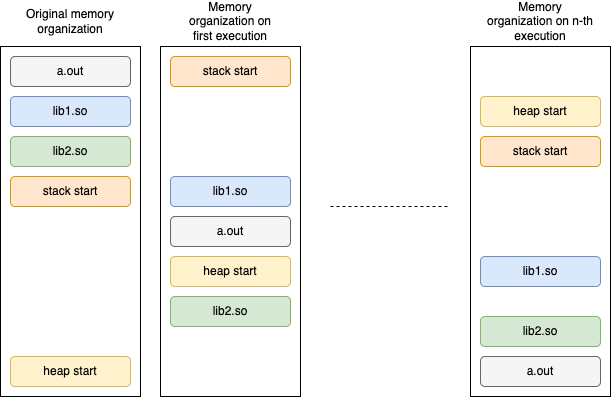 Original memory
organization
a.out
lib1.so
lib2.so
stack start
heap start
Memory
organization on
first execution
stack start
lib1.so
a.out
heap start
lib2.so
Memory
organization on n-th
execution
heap start
stack start
lib1.so
lib2.so
a.out